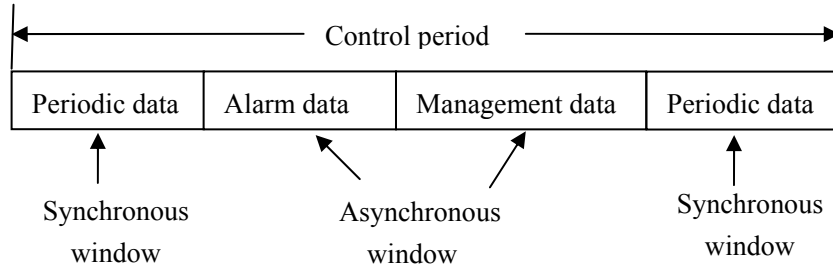 Control period
Periodic data
Alarm data
Management data
Periodic data
Synchronous
window
Asynchronous
window
Synchronous
window